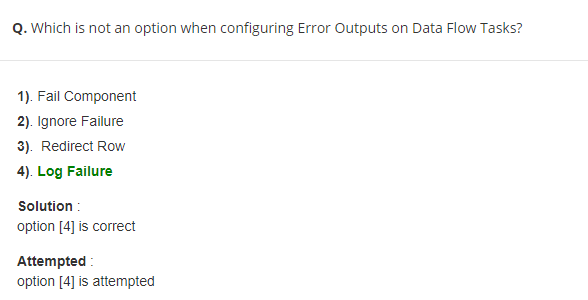 Q. Which is not an option when configuring Error Outputs on Data Flow Tasks?
1). Fail Component
2). Ignore Failure
3). Redirect Row
4). Log Failure
Solution :
option [4] is correct
Attempted :
option [4] is attempted